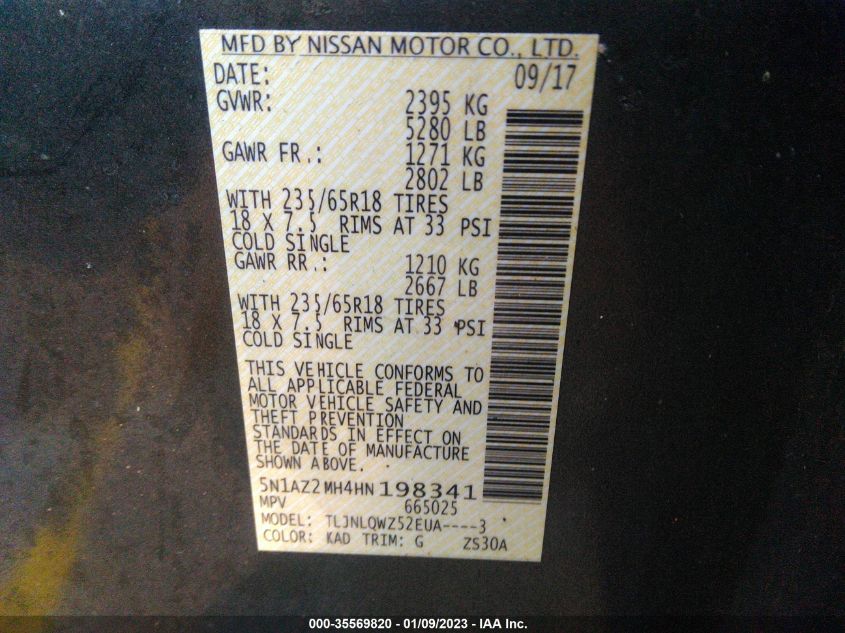 MFD BY NISSAN MOTOR CO., LTD.
DATE: 09/17
GVWR: 2395 KG
5280 LB
GAWR FR.: 1271 KG
2802 LB
WITH 235/65R18 TIRES
18 X 7.5 RIMS AT 33 PSI
COLD SINGLE
GAWR RR.: 1210 KG
2667 LB
WITH 235/65R18 TIRES
18 X 7.5 RIMS AT 33 PSI
COLD SINGLE
THIS VEHICLE CONFORMS TO
ALL APPLICABLE FEDERAL
MOTOR VEHICLE SAFETY AND
THEFT PREVENTION
STANDARDS IN EFFECT ON
THE DATE OF MANUFACTURE
SHOWN ABOVE.
5N1AZ2MH4HN198341
MPV 665025
MODEL: TLJNLQWZ52EUA----3
COLOR: KAD TRIM: G ZS30A
000-35569820 - 01/09/2023 - IAA Inc.